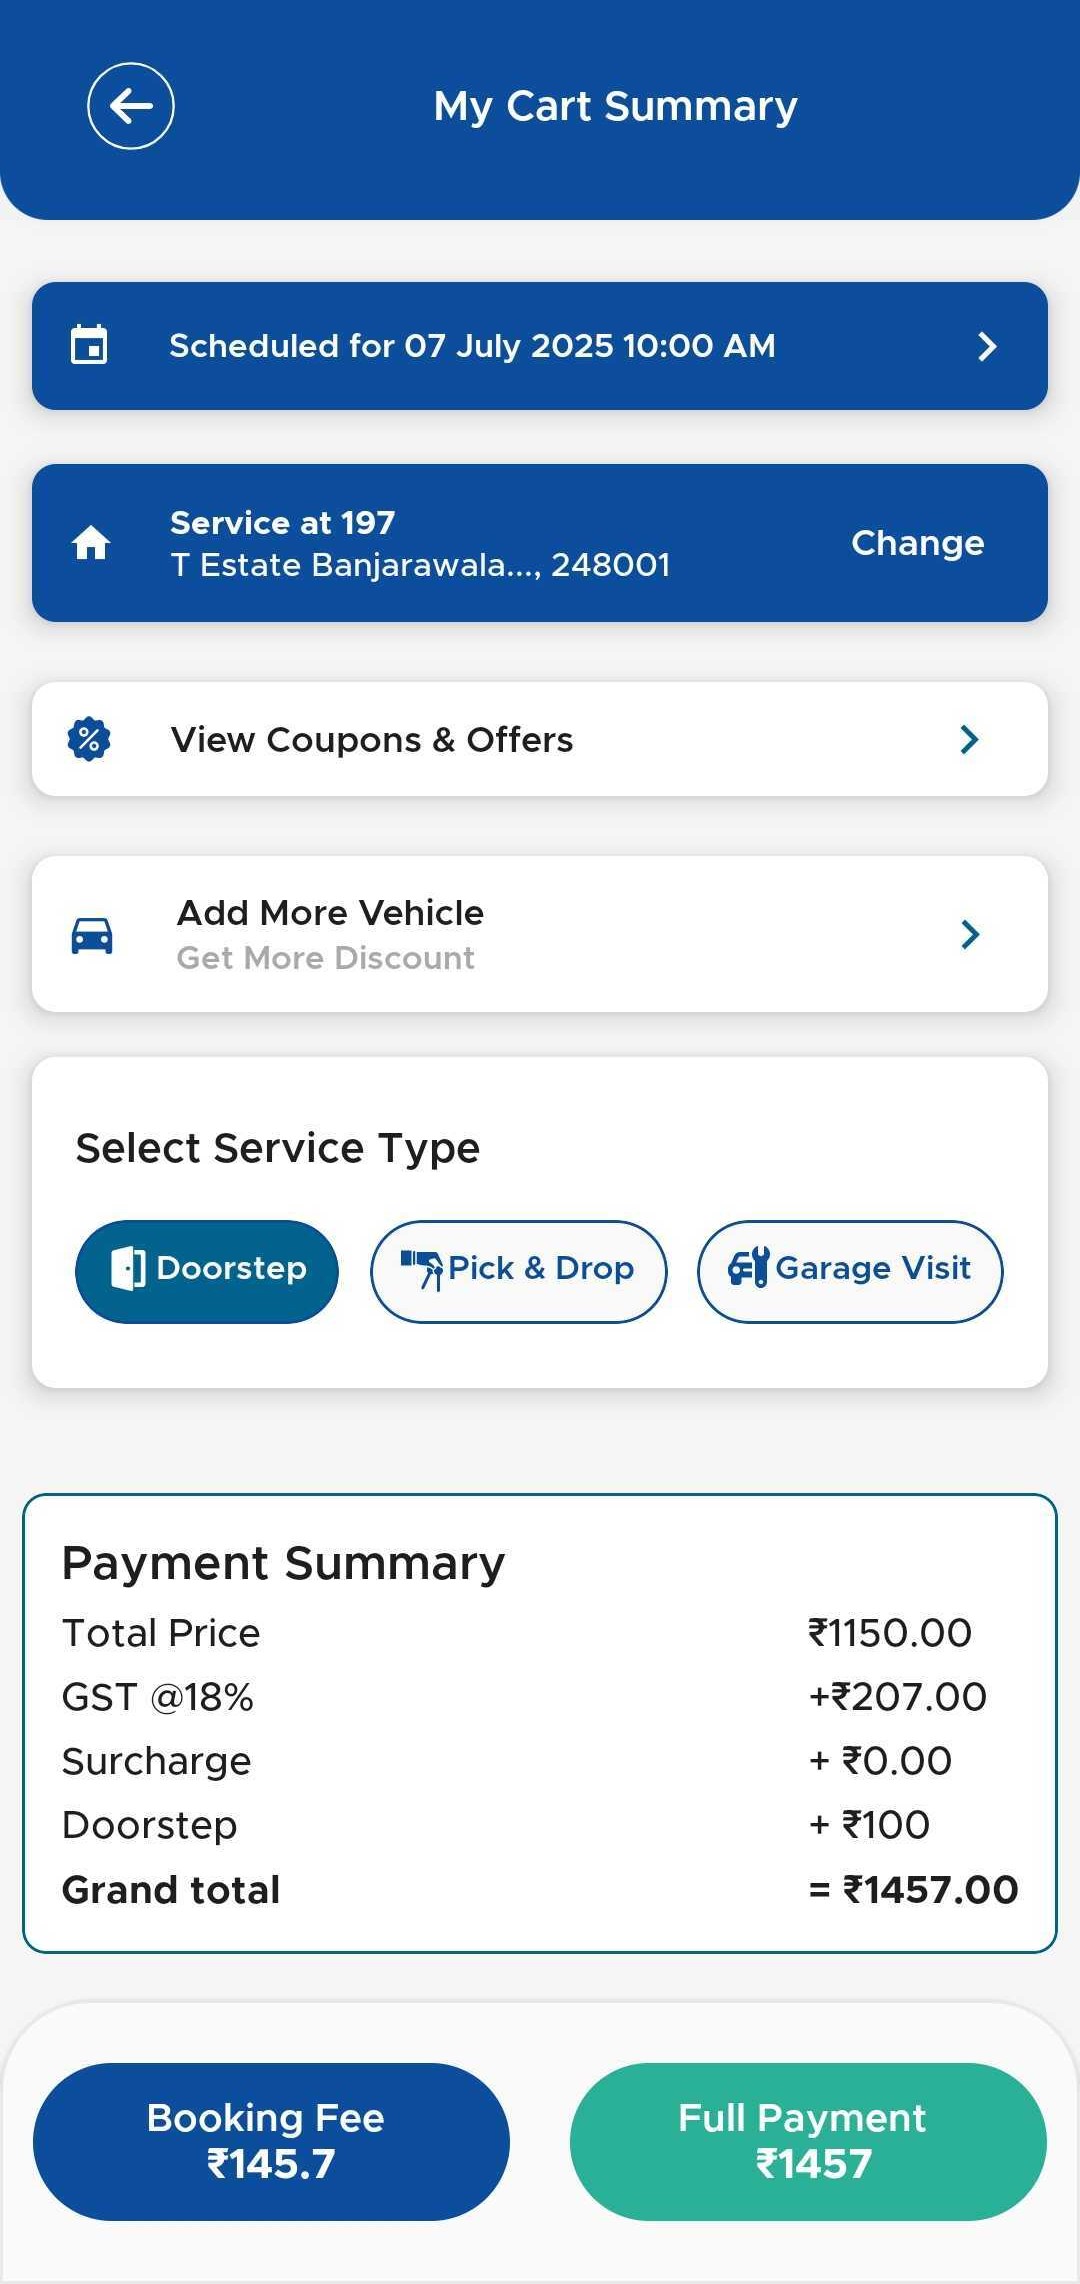 My Cart Summary
Scheduled for 07 July 2025 10:00 AM
Service at 197
T Estate Banjarawala..., 248001
Change
View Coupons & Offers
Add More Vehicle
Get More Discount
Select Service Type
Doorstep
Pick & Drop
Garage Visit
Payment Summary
Total Price ₹1150.00
GST @18% +₹207.00
Surcharge + ₹0.00
Doorstep + ₹100
Grand total = ₹1457.00
Booking Fee
₹145.7
Full Payment
₹1457